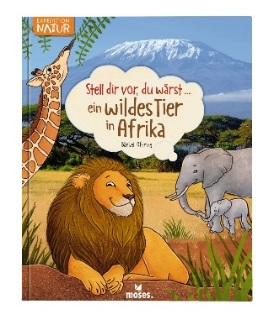 EXPEDITION
NATUR
Stell dir vor, du wärst ...
ein wildes Tier
in Afrika
moses.